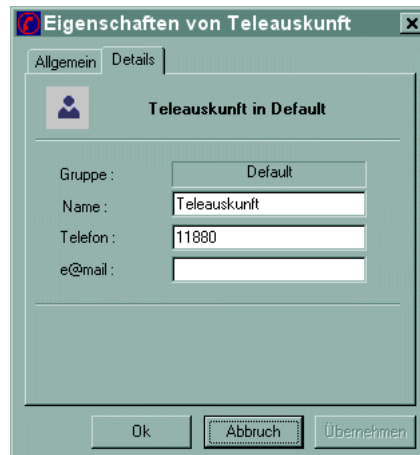 Eigenschaften von Teleauskunft
Allgemein Details
Teleauskunft in Default
Gruppe : Default
Name : Teleauskunft
Telefon : 11880
e@mail :
Ok Abbruch Übernehmen